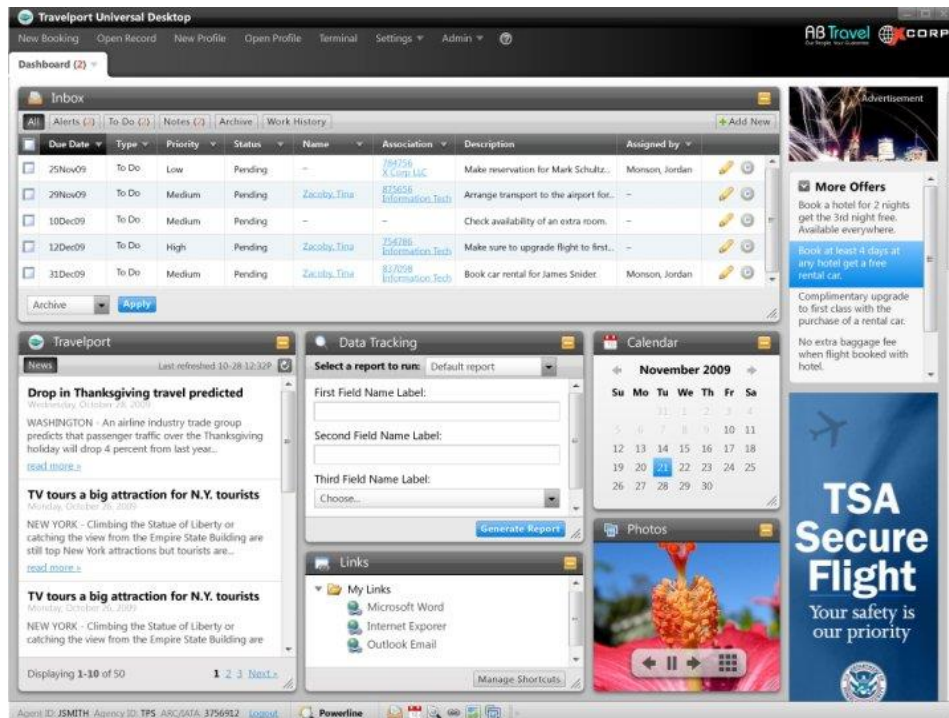 Travelport Universal Desktop
New Booking Open Record New Profile Open Profile Terminal Settings Admin
AB Travel
Our People. Your Guarantee.
XCORP
Dashboard (2)
Inbox
All Alerts (2) To Do (2) Notes (2) Archive Work History + Add New
Due Date Type Priority Status Name Association Description Assigned by
25Nov09 To Do Low Pending - 784756 X Corp LLC Make reservation for Mark Schultz... Monson, Jordan
29Nov09 To Do Medium Pending Zacoby, Tina 875656 Information Tech Arrange transport to the airport for... -
10Dec09 To Do Medium Pending - - Check availability of an extra room. -
12Dec09 To Do High Pending Zacoby, Tina 754786 Information Tech Make sure to upgrade flight to first... -
31Dec09 To Do Medium Pending Zacoby, Tina 837098 Information Tech Book car rental for James Snider. Monson, Jordan
Archive Apply
Advertisement
More Offers
Book a hotel for 2 nights
get the 3rd night free.
Available everywhere.
Book at least 4 days at
any hotel get a free
rental car.
Complimentary upgrade
to first class with the
purchase of a rental car.
No extra baggage fee
when flight booked with
hotel.
Travelport
News Last refreshed 10-28 12:32P
Drop in Thanksgiving travel predicted
Wednesday, October 28, 2009
WASHINGTON - An airline industry trade group
predicts that passenger traffic over the Thanksgiving
holiday will drop 4 percent from last year...
read more »
TV tours a big attraction for N.Y. tourists
Monday, October 26, 2009
NEW YORK - Climbing the Statue of Liberty or
catching the view from the Empire State Building are
still top New York attractions but tourists are...
read more »
TV tours a big attraction for N.Y. tourists
Monday, October 26, 2009
NEW YORK - Climbing the Statue of Liberty or
catching the view from the Empire State Building are
Displaying 1-10 of 50 1 2 3 Next »
Data Tracking
Select a report to run: Default report
First Field Name Label:
Second Field Name Label:
Third Field Name Label:
Choose...
Generate Report
Links
My Links
Microsoft Word
Internet Exporer
Outlook Email
Manage Shortcuts
Calendar
November 2009
Su Mo Tu We Th Fr Sa
31 1 2 3 4
5 6 7 8 9 10 11
12 13 14 15 16 17 18
19 20 21 22 23 24 25
26 27 28 29 30
Photos
TSA
Secure
Flight
Your safety is
our priority
Agent ID: JSMITH Agency ID: TPS ARC/IATA: 3756912 Logout Powerline